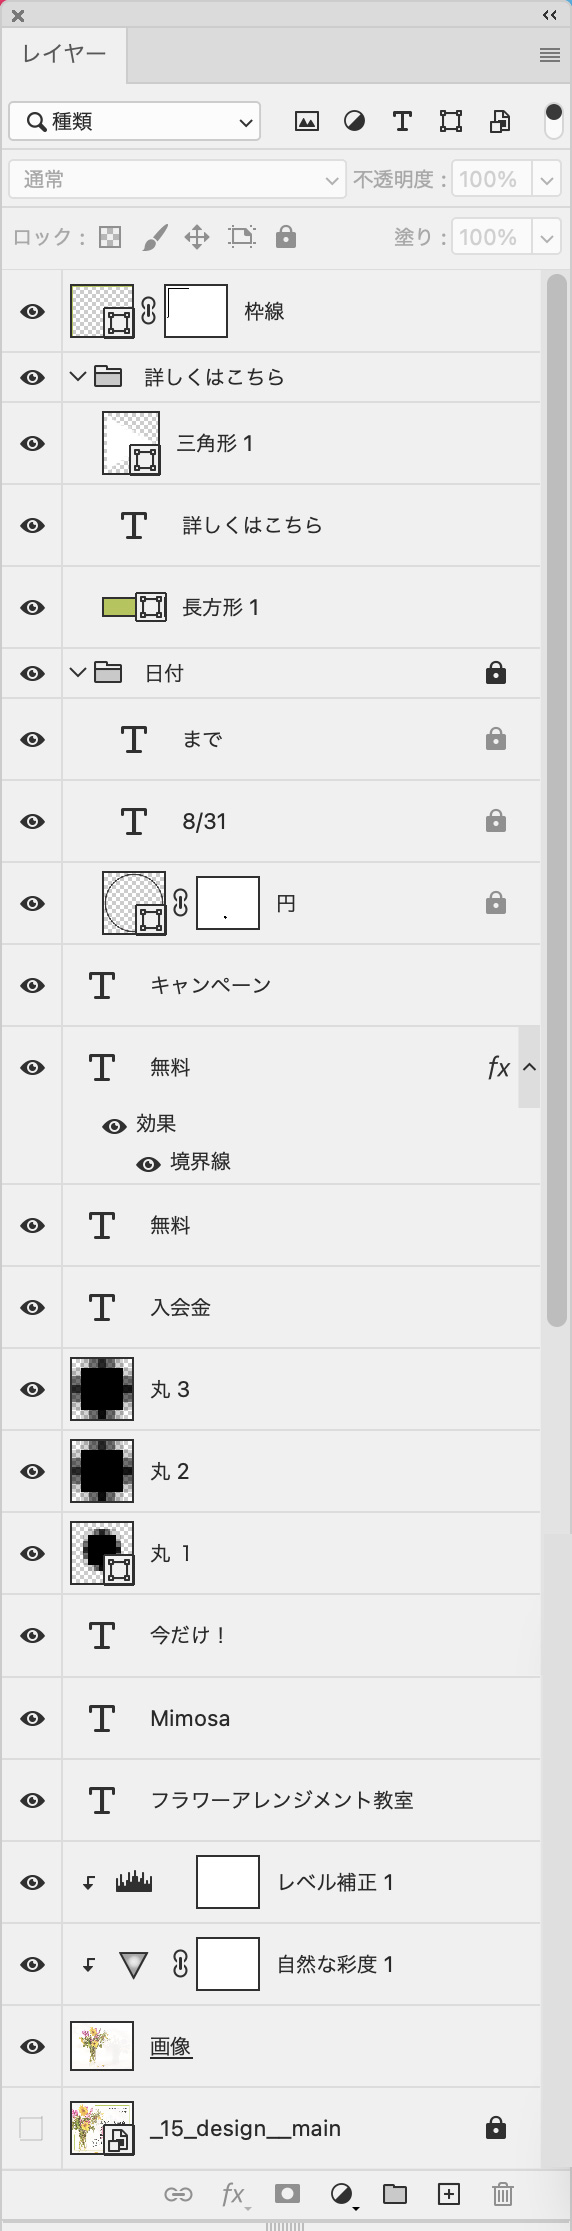 レイヤー
種類
通常 不透明度： 100%
ロック： 塗り： 100%
枠線
詳しくはこちら
三角形 1
詳しくはこちら
長方形 1
日付
まで
8/31
円
キャンペーン
無料 fx
効果
境界線
無料
入会金
丸 3
丸 2
丸 1
今だけ！
Mimosa
フラワーアレンジメント教室
レベル補正 1
自然な彩度 1
画像
_15_design__main
fx